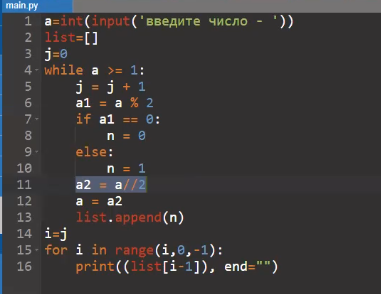 main.py
1 a=int(input('введите число - '))
2 list=[]
3 j=0
4 while a >= 1:
5     j = j + 1
6     a1 = a % 2
7     if a1 == 0:
8         n = 0
9     else:
10         n = 1
11     a2 = a//2
12     a = a2
13     list.append(n)
14 i=j
15 for i in range(i,0,-1):
16     print((list[i-1]), end="")